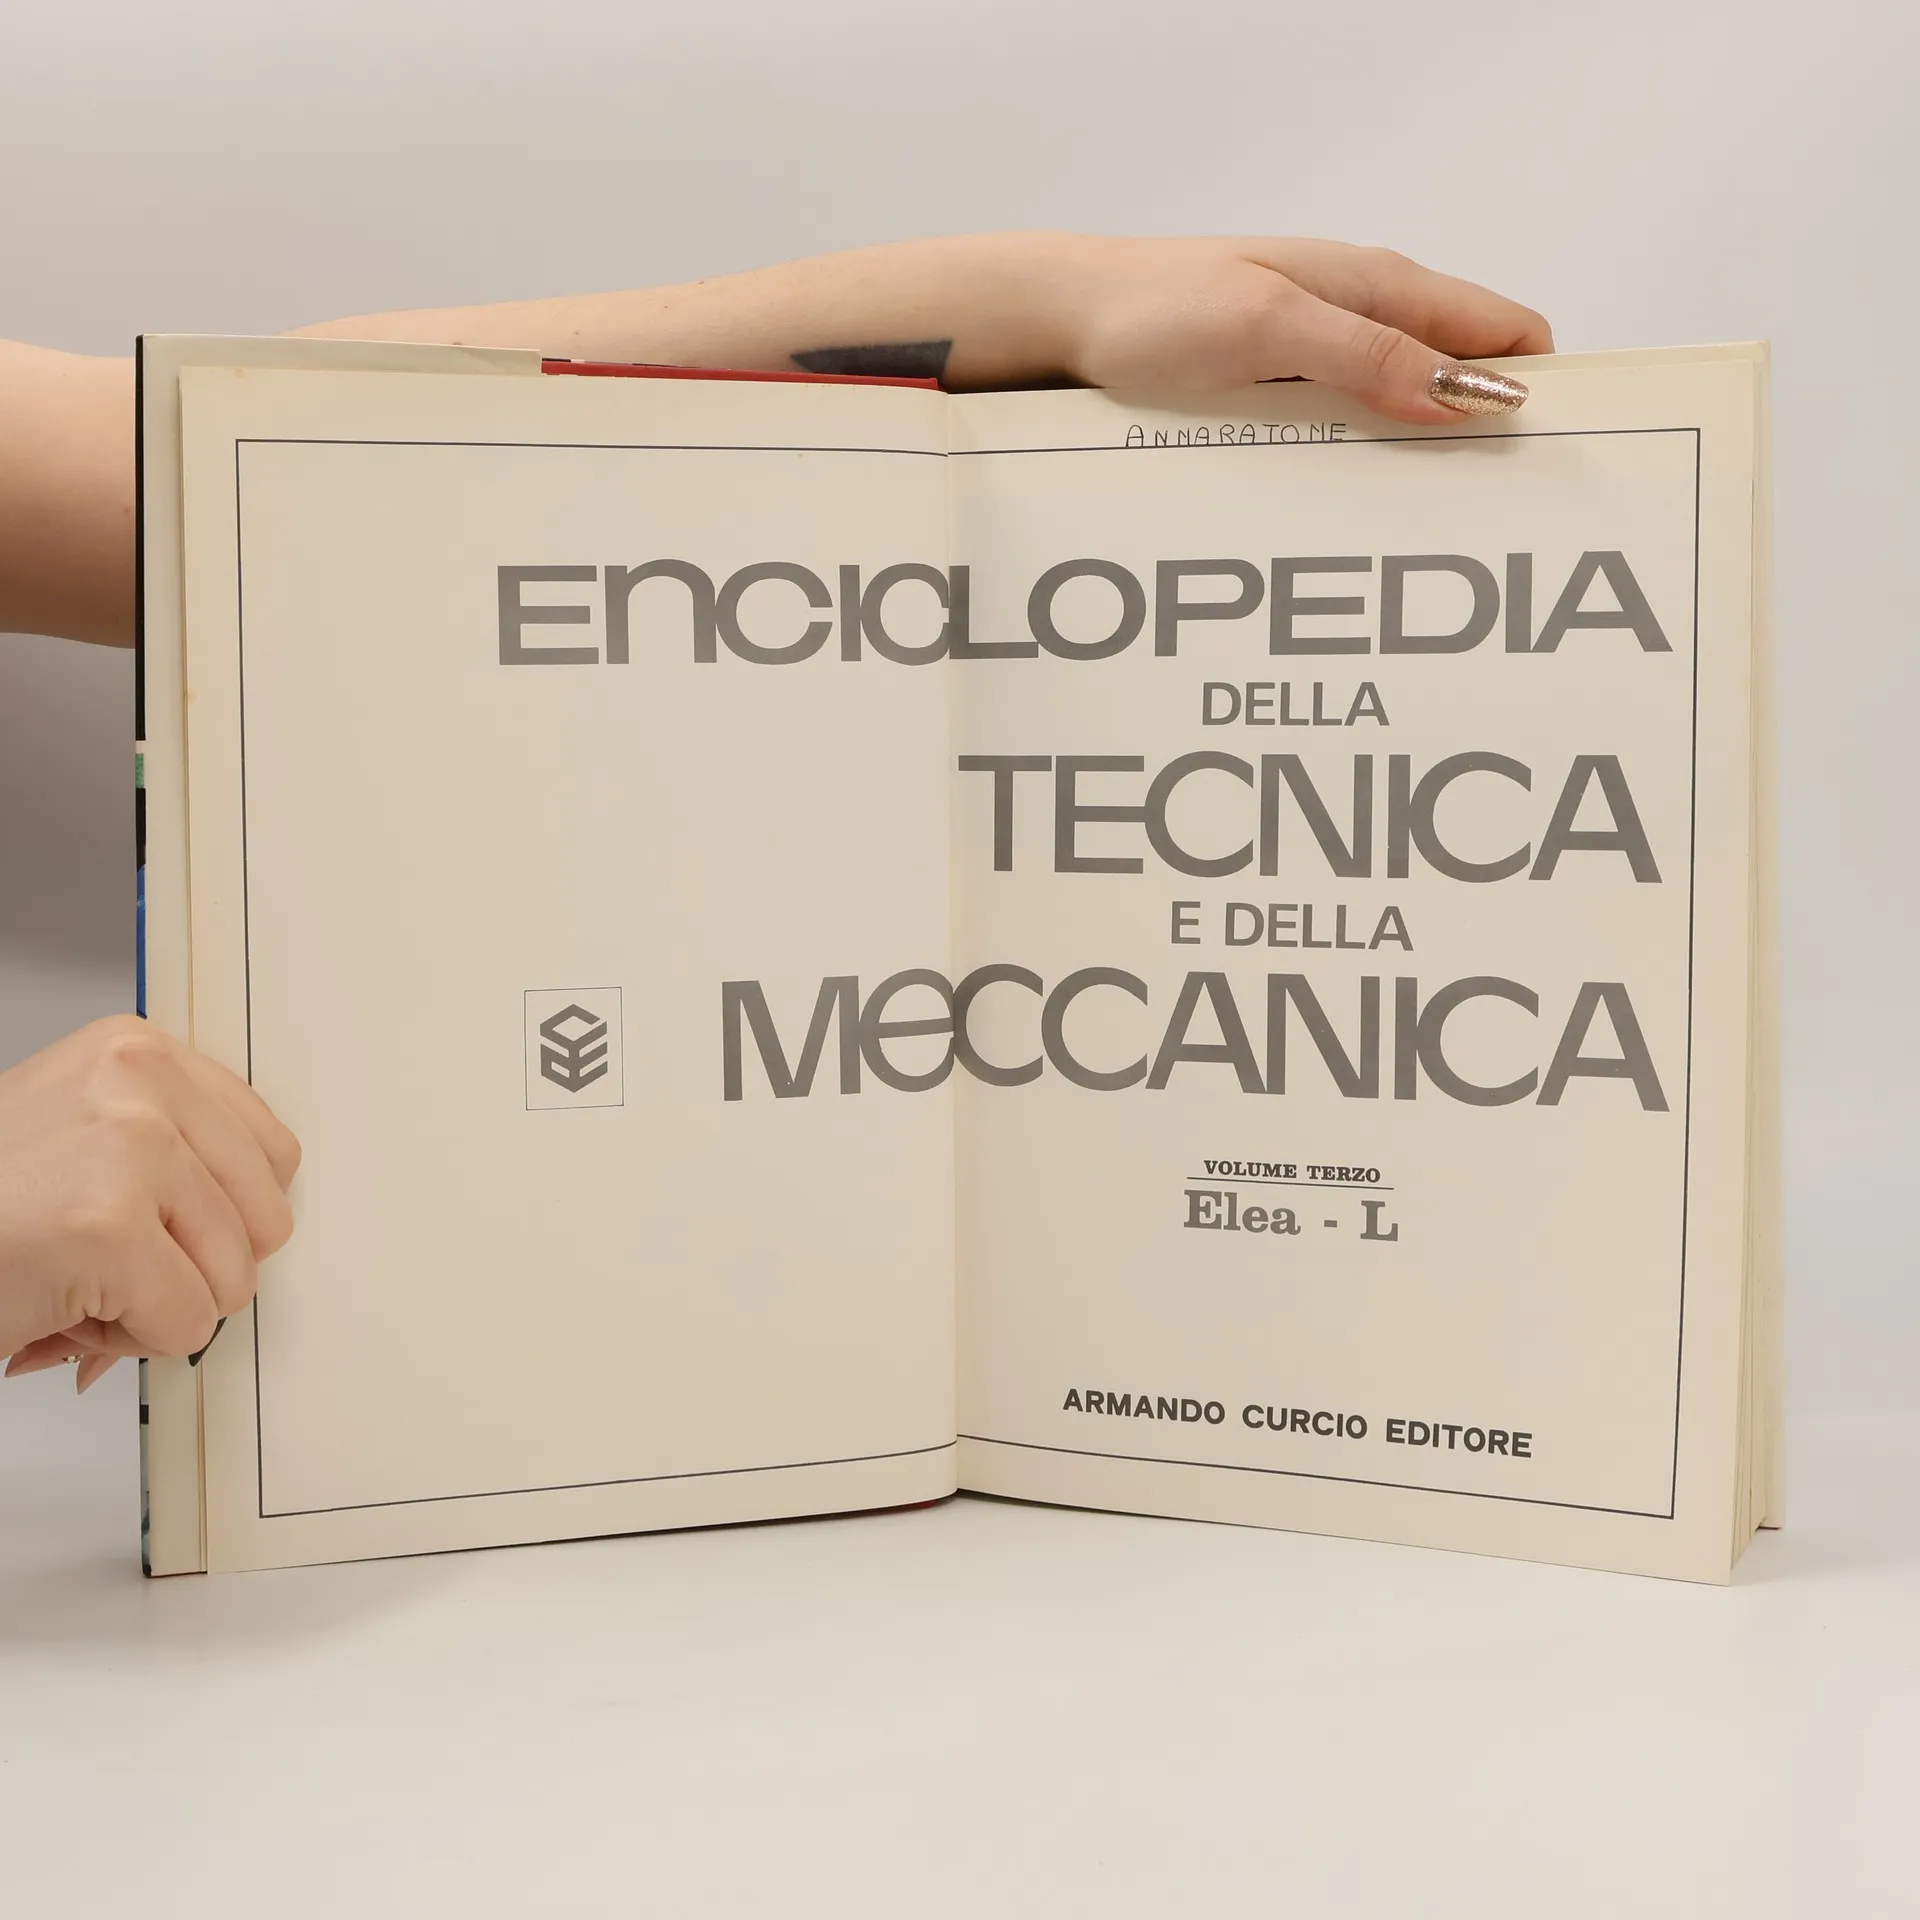 ANNARATONE
ENCICLOPEDIA
DELLA
TECNICA
E DELLA
MECCANICA
VOLUME TERZO
Elea - L
ARMANDO CURCIO EDITORE